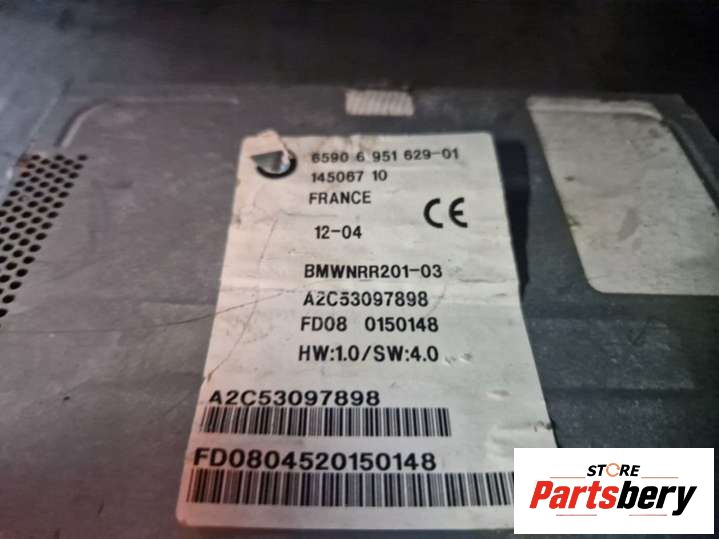 6590 6 951 629-01
145067 10
FRANCE
CE
12-04
BMWNRR201-03
A2C53097898
FD08 0150148
HW:1.0/SW:4.0
A2C53097898
FD0804520150148
STORE
Partsbery